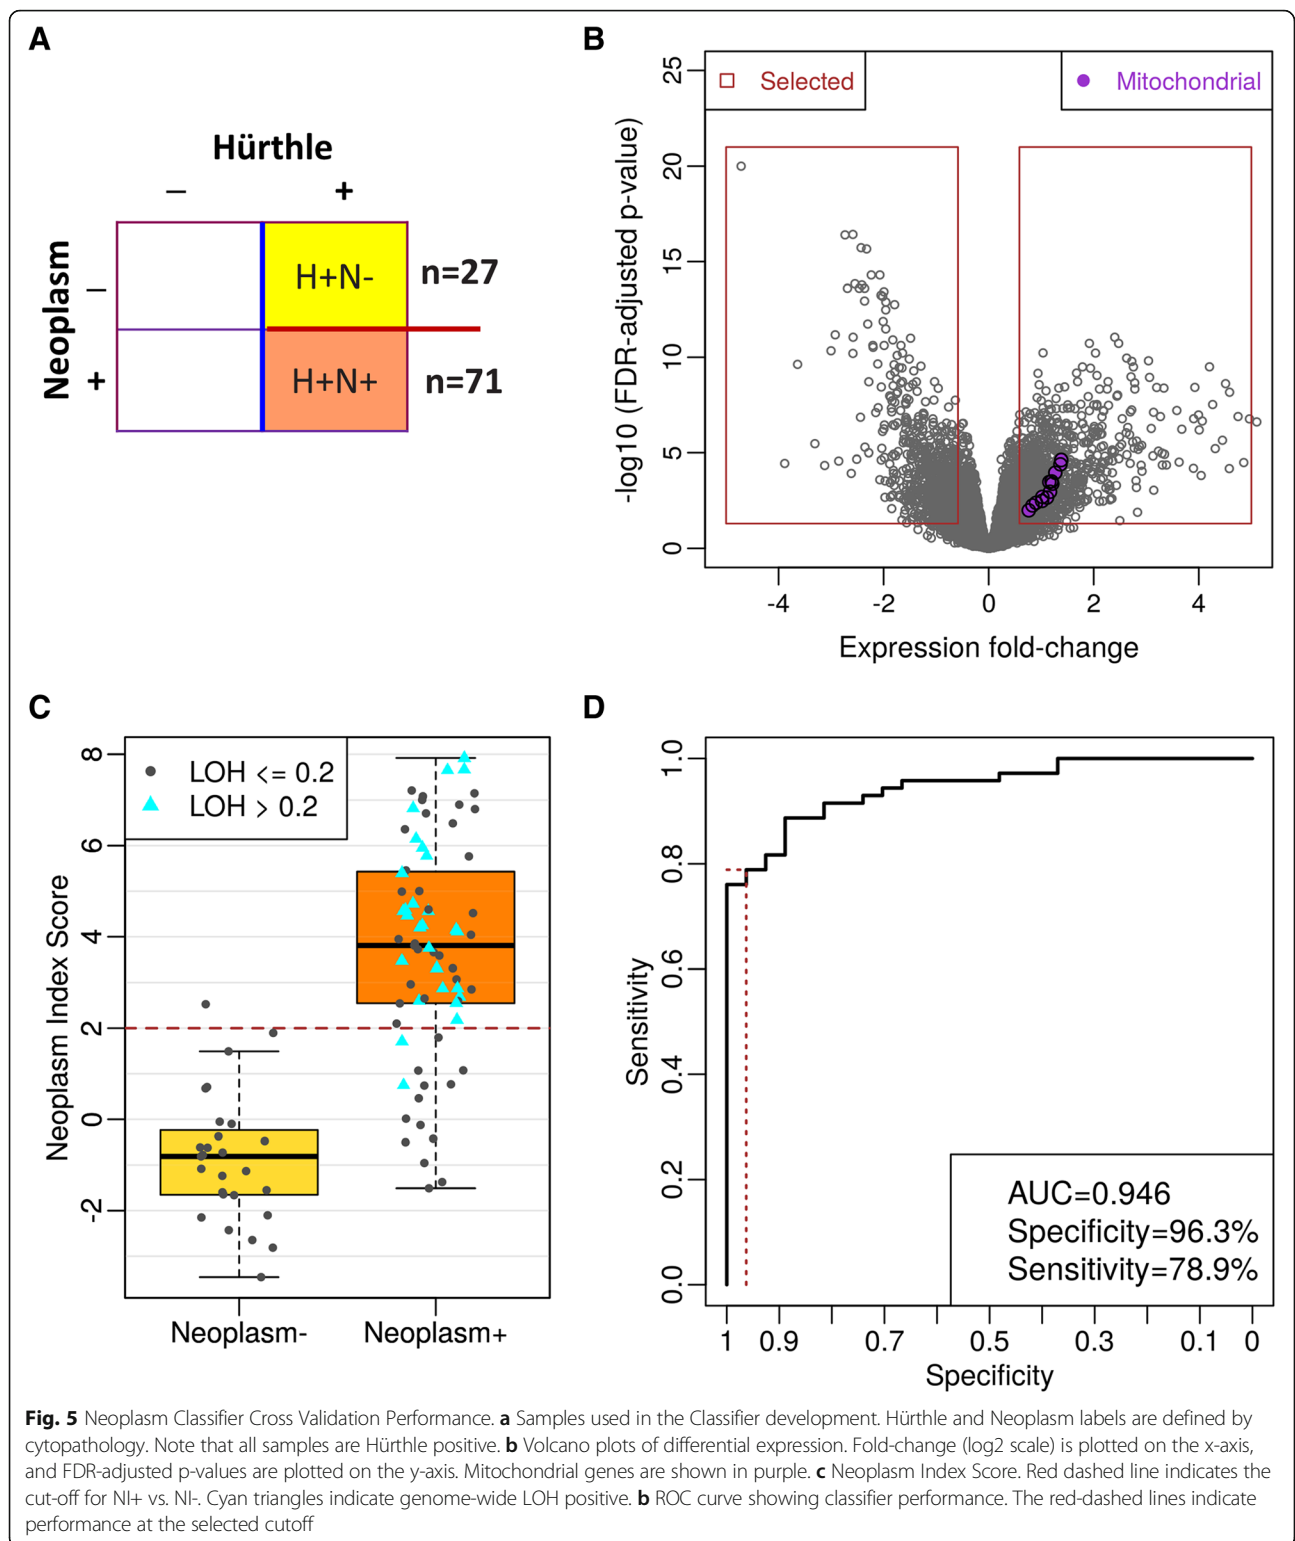 A
Hürthle
− +
Neoplasm
−
+
H+N-
n=27
H+N+
n=71
B
Selected
Mitochondrial
-log10 (FDR-adjusted p-value)
25
20
15
10
5
0
-4 -2 0 2 4
Expression fold-change
C
LOH <= 0.2
LOH > 0.2
Neoplasm Index Score
8
6
4
2
0
-2
Neoplasm- Neoplasm+
D
Sensitivity
1.0
0.8
0.6
0.4
0.2
0.0
AUC=0.946
Specificity=96.3%
Sensitivity=78.9%
1 0.9 0.7 0.5 0.3 0.1 0
Specificity
Fig. 5 Neoplasm Classifier Cross Validation Performance. a Samples used in the Classifier development. Hürthle and Neoplasm labels are defined by
cytopathology. Note that all samples are Hürthle positive. b Volcano plots of differential expression. Fold-change (log2 scale) is plotted on the x-axis,
and FDR-adjusted p-values are plotted on the y-axis. Mitochondrial genes are shown in purple. c Neoplasm Index Score. Red dashed line indicates the
cut-off for NI+ vs. NI-. Cyan triangles indicate genome-wide LOH positive. b ROC curve showing classifier performance. The red-dashed lines indicate
performance at the selected cutoff